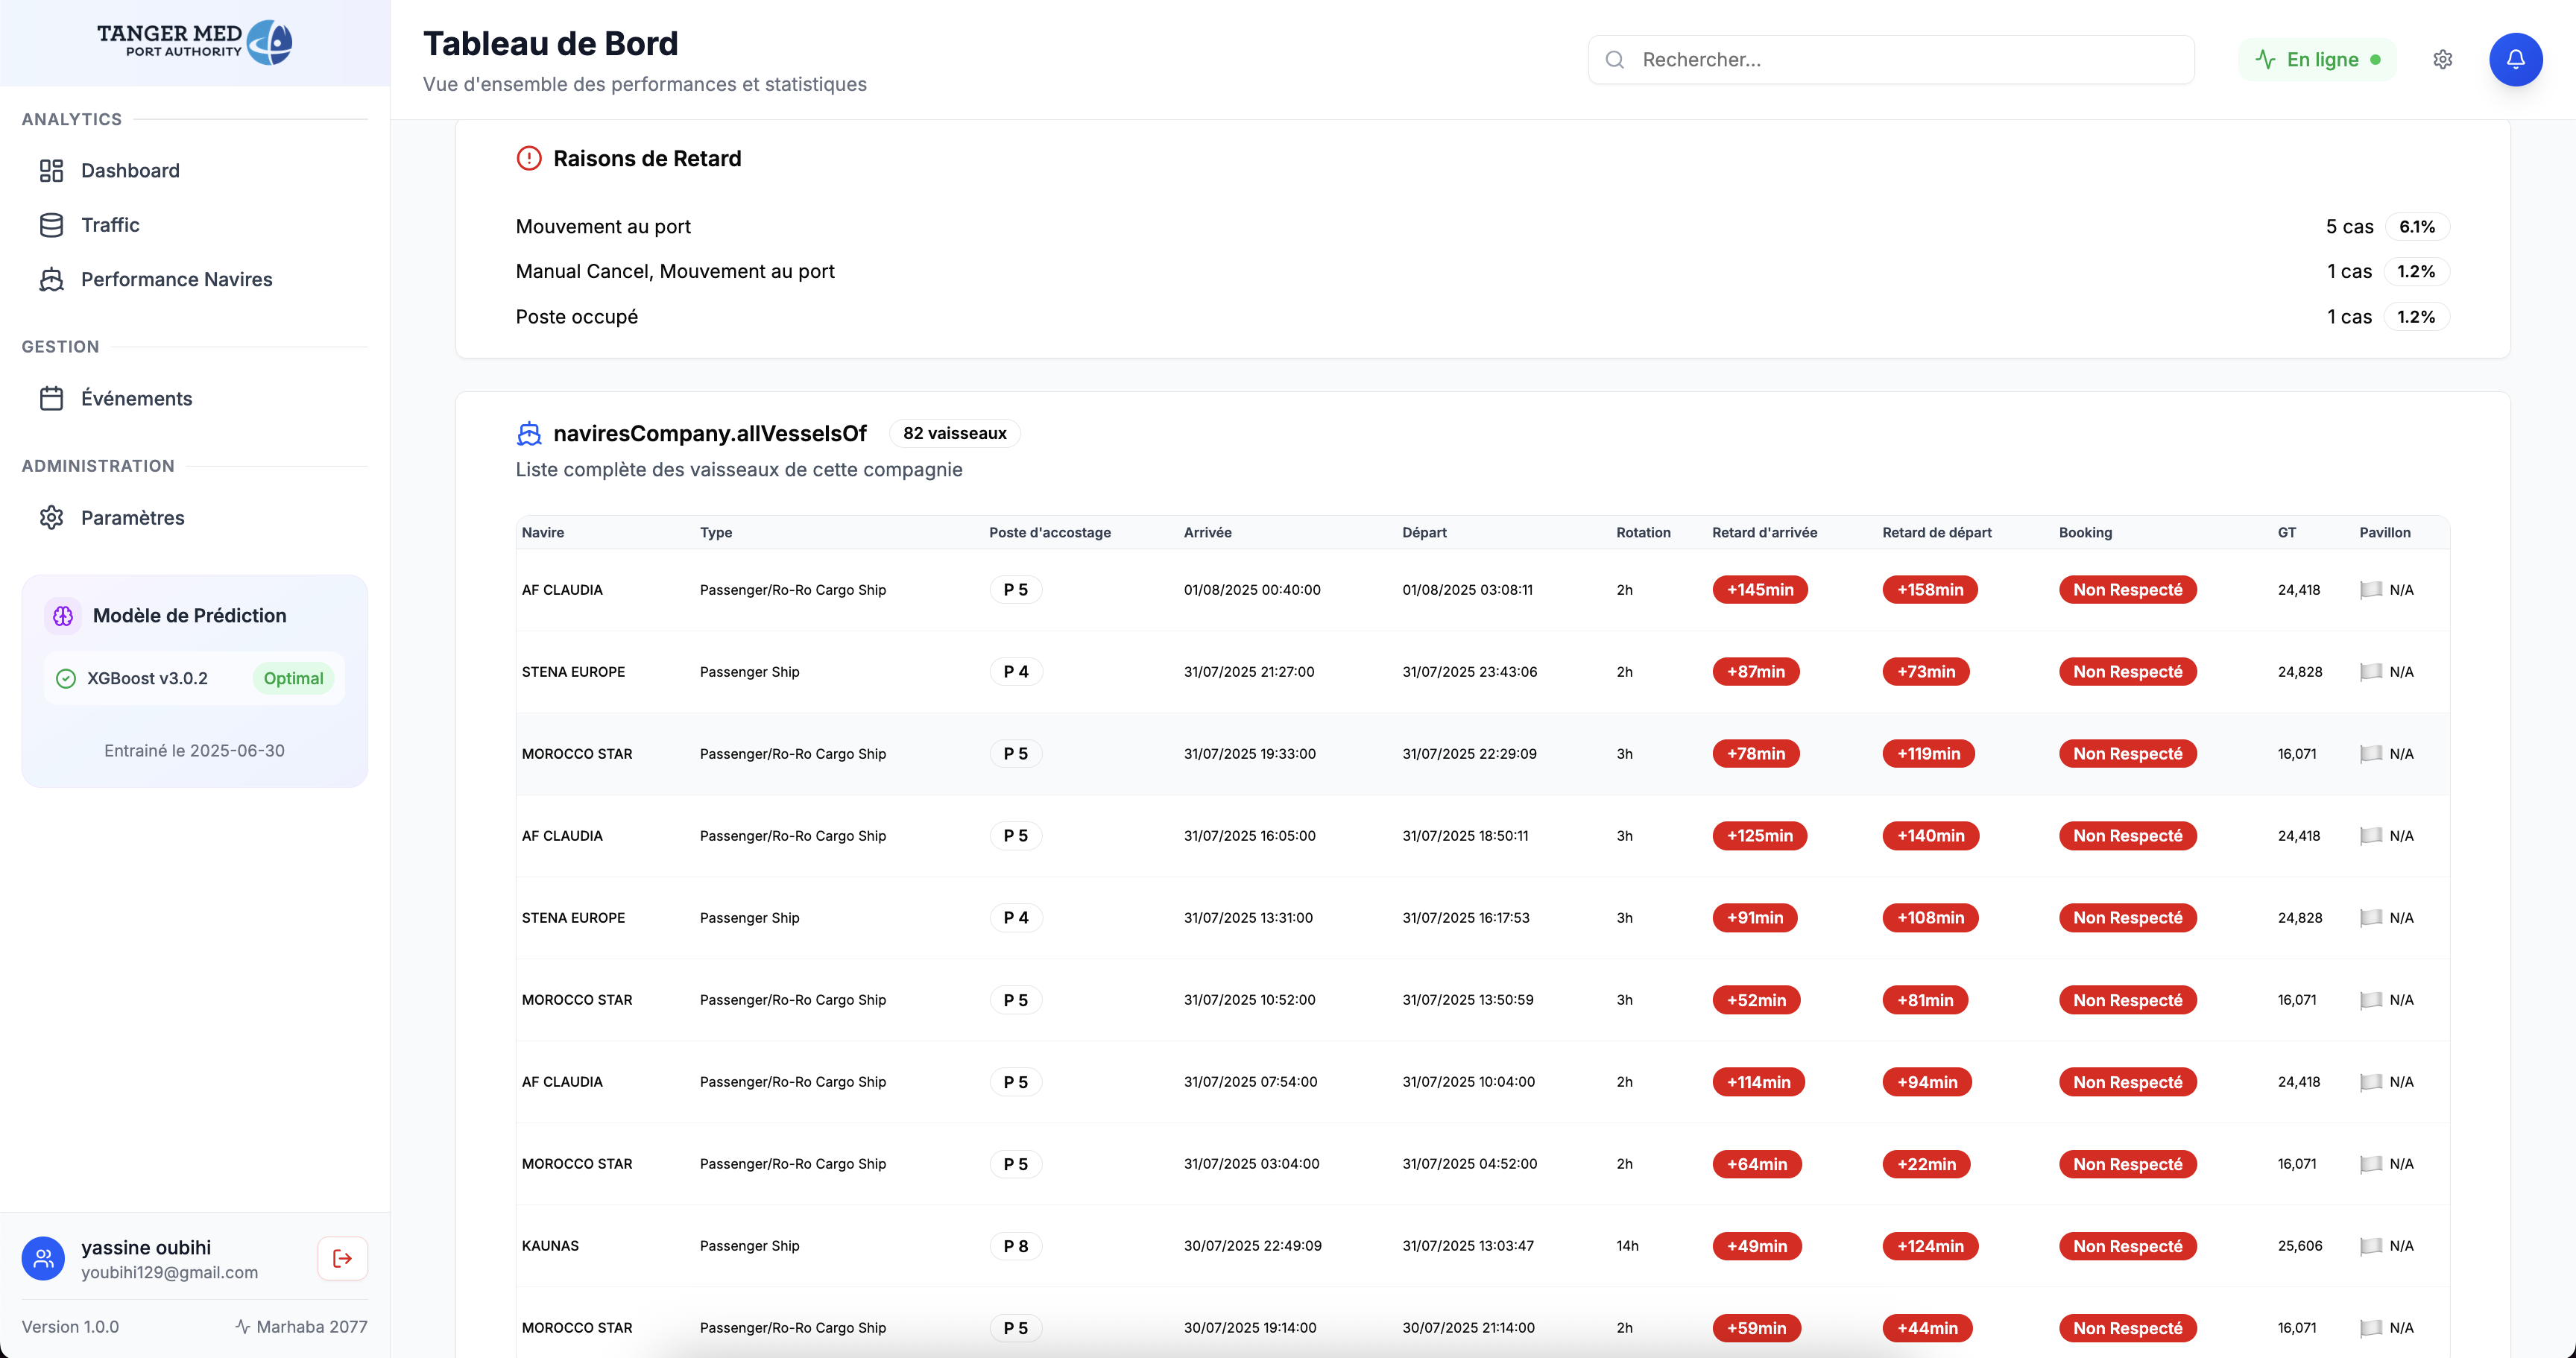 TANGER MED
PORT AUTHORITY
ANALYTICS
Dashboard
Traffic
Performance Navires
GESTION
Événements
ADMINISTRATION
Paramètres
Modèle de Prédiction
XGBoost v3.0.2 Optimal
Entrainé le 2025-06-30
yassine oubihi
youbihi129@gmail.com
Version 1.0.0 Marhaba 2077
Tableau de Bord
Vue d'ensemble des performances et statistiques
Rechercher...
En ligne
Raisons de Retard
Mouvement au port 5 cas 6.1%
Manual Cancel, Mouvement au port 1 cas 1.2%
Poste occupé 1 cas 1.2%
naviresCompany.allVesselsOf 82 vaisseaux
Liste complète des vaisseaux de cette compagnie
Navire Type Poste d'accostage Arrivée Départ Rotation Retard d'arrivée Retard de départ Booking GT Pavillon
AF CLAUDIA Passenger/Ro-Ro Cargo Ship P 5 01/08/2025 00:40:00 01/08/2025 03:08:11 2h +145min +158min Non Respecté 24,418 N/A
STENA EUROPE Passenger Ship P 4 31/07/2025 21:27:00 31/07/2025 23:43:06 2h +87min +73min Non Respecté 24,828 N/A
MOROCCO STAR Passenger/Ro-Ro Cargo Ship P 5 31/07/2025 19:33:00 31/07/2025 22:29:09 3h +78min +119min Non Respecté 16,071 N/A
AF CLAUDIA Passenger/Ro-Ro Cargo Ship P 5 31/07/2025 16:05:00 31/07/2025 18:50:11 3h +125min +140min Non Respecté 24,418 N/A
STENA EUROPE Passenger Ship P 4 31/07/2025 13:31:00 31/07/2025 16:17:53 3h +91min +108min Non Respecté 24,828 N/A
MOROCCO STAR Passenger/Ro-Ro Cargo Ship P 5 31/07/2025 10:52:00 31/07/2025 13:50:59 3h +52min +81min Non Respecté 16,071 N/A
AF CLAUDIA Passenger/Ro-Ro Cargo Ship P 5 31/07/2025 07:54:00 31/07/2025 10:04:00 2h +114min +94min Non Respecté 24,418 N/A
MOROCCO STAR Passenger/Ro-Ro Cargo Ship P 5 31/07/2025 03:04:00 31/07/2025 04:52:00 2h +64min +22min Non Respecté 16,071 N/A
KAUNAS Passenger Ship P 8 30/07/2025 22:49:09 31/07/2025 13:03:47 14h +49min +124min Non Respecté 25,606 N/A
MOROCCO STAR Passenger/Ro-Ro Cargo Ship P 5 30/07/2025 19:14:00 30/07/2025 21:14:00 2h +59min +44min Non Respecté 16,071 N/A